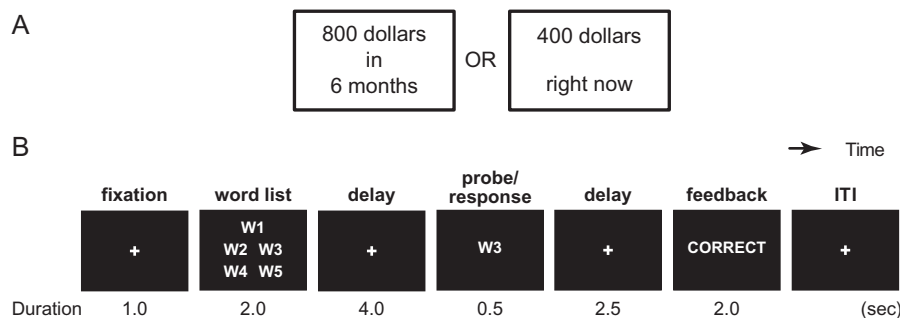 A
800 dollars
in
6 months
OR
400 dollars
right now
B
Time
fixation
word list
delay
probe/
response
delay
feedback
ITI
+
W1
W2 W3
W4 W5
+
W3
+
CORRECT
+
Duration 1.0 2.0 4.0 0.5 2.5 2.0 (sec)